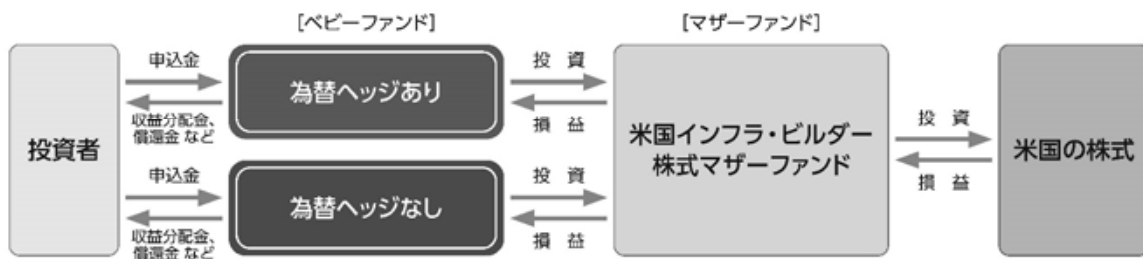 [ベビーファンド]
[マザーファンド]
投資者
申込金
収益分配金、
償還金 など
為替ヘッジあり
投 資
損 益
申込金
収益分配金、
償還金 など
為替ヘッジなし
投 資
損 益
米国インフラ・ビルダー
株式マザーファンド
投 資
損 益
米国の株式